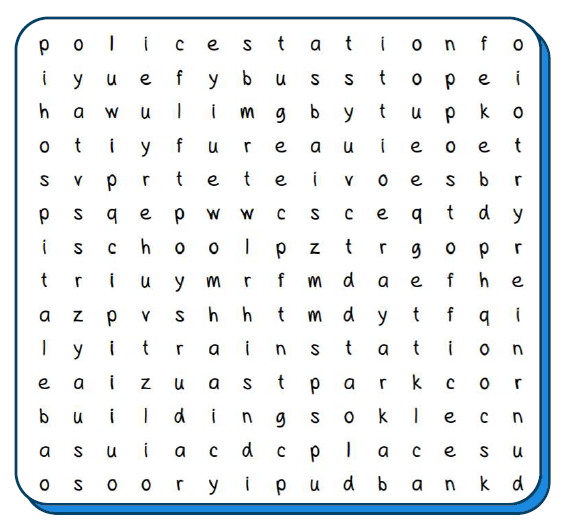 p o l i c e s t a t i o n f o
i y u e f y b u s s t o p e i
h a w u l i m g b y t u p k o
o t i y f u r e a u i e o e t
s v p r t e t e i v o e s b r
p s q e p w w c s c e q t d y
i s c h o o l p z t r g o p r
t r i u y m r f m d a e f h e
a z p v s h h t m d y t f q i
l y i t r a i n s t a t i o n
e a i z u a s t p a r k c o r
b u i l d i n g s o k l e c n
a s u i a c d c p l a c e s u
o s o o r y i p u d b a n k d